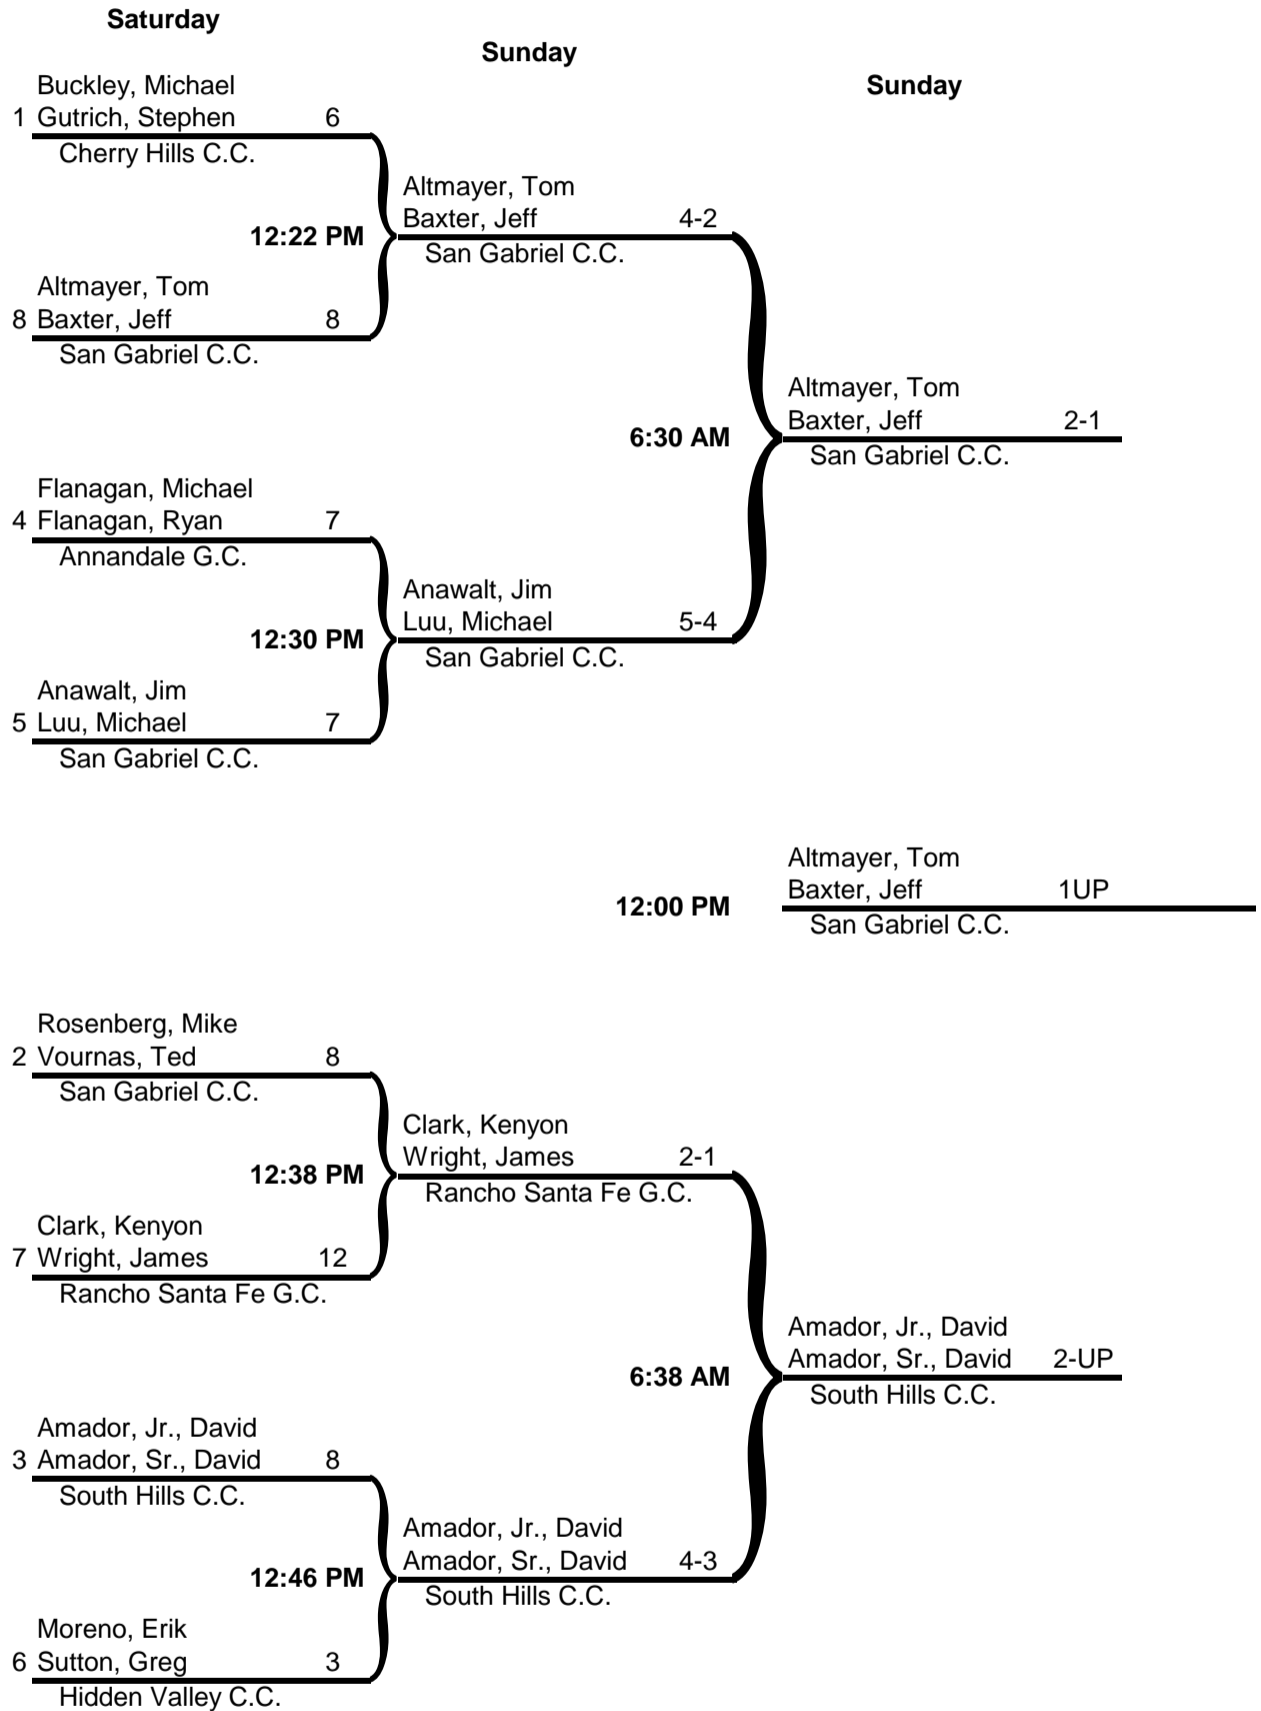 Saturday
Sunday
Sunday
Buckley, Michael
1 Gutrich, Stephen 6
Cherry Hills C.C.
Altmayer, Tom
12:22 PM Baxter, Jeff 4-2
San Gabriel C.C.
Altmayer, Tom
8 Baxter, Jeff 8
San Gabriel C.C.
Altmayer, Tom
6:30 AM Baxter, Jeff 2-1
San Gabriel C.C.
Flanagan, Michael
4 Flanagan, Ryan 7
Annandale G.C.
Anawalt, Jim
12:30 PM Luu, Michael 5-4
San Gabriel C.C.
Anawalt, Jim
5 Luu, Michael 7
San Gabriel C.C.
Altmayer, Tom
12:00 PM Baxter, Jeff 1UP
San Gabriel C.C.
Rosenberg, Mike
2 Vournas, Ted 8
San Gabriel C.C.
Clark, Kenyon
12:38 PM Wright, James 2-1
Rancho Santa Fe G.C.
Clark, Kenyon
7 Wright, James 12
Rancho Santa Fe G.C.
Amador, Jr., David
6:38 AM Amador, Sr., David 2-UP
South Hills C.C.
Amador, Jr., David
3 Amador, Sr., David 8
South Hills C.C.
Amador, Jr., David
12:46 PM Amador, Sr., David 4-3
South Hills C.C.
Moreno, Erik
6 Sutton, Greg 3
Hidden Valley C.C.